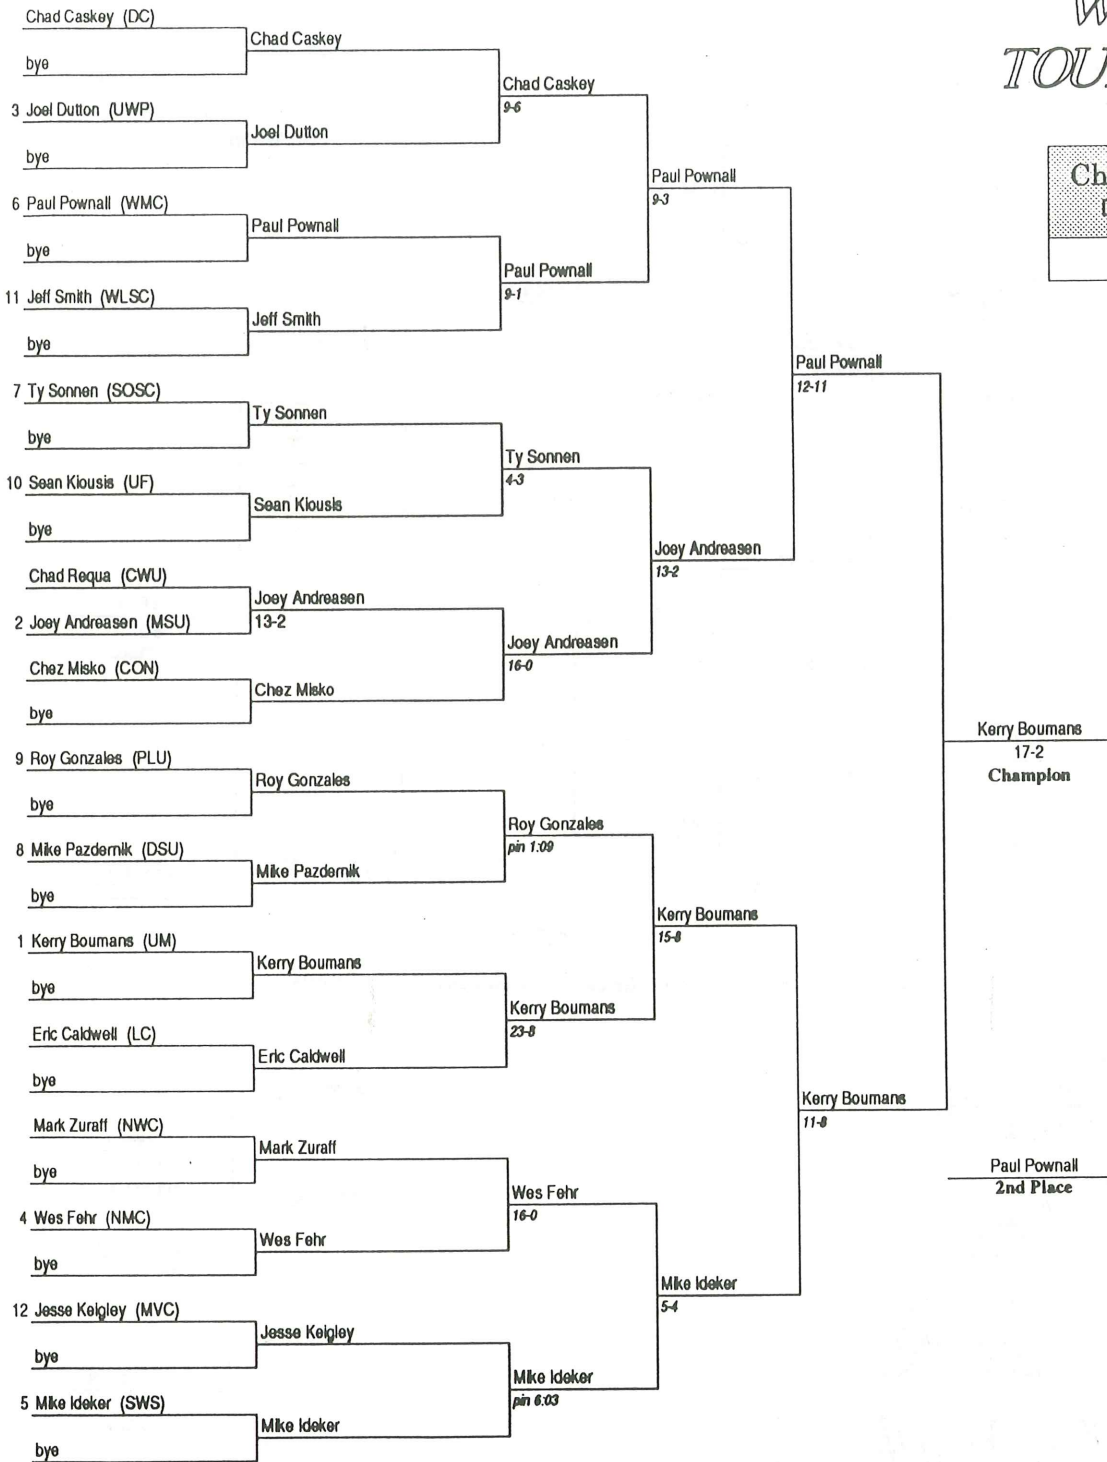 W
TOU
Ch
Chad Caskey (DC)
bye
Chad Caskey
3 Joel Dutton (UWP)
bye
Joel Dutton
Chad Caskey
9-6
6 Paul Pownall (WMC)
bye
Paul Pownall
11 Jeff Smith (WLSC)
bye
Jeff Smith
Paul Pownall
9-1
Paul Pownall
9-3
7 Ty Sonnen (SOSC)
bye
Ty Sonnen
10 Sean Kiousis (UF)
bye
Sean Kiousis
Ty Sonnen
4-3
Chad Requa (CWU)
2 Joey Andreasen (MSU)
Joey Andreasen
13-2
Chez Misko (CON)
bye
Chez Misko
Joey Andreasen
16-0
Joey Andreasen
13-2
Paul Pownall
12-11
9 Roy Gonzales (PLU)
bye
Roy Gonzales
8 Mike Pazdernik (DSU)
bye
Mike Pazdernik
Roy Gonzales
pin 1:09
1 Kerry Boumans (UM)
bye
Kerry Boumans
Eric Caldwell (LC)
bye
Eric Caldwell
Kerry Boumans
23-8
Kerry Boumans
15-8
Mark Zuraff (NWC)
bye
Mark Zuraff
4 Wes Fehr (NMC)
bye
Wes Fehr
Wes Fehr
16-0
12 Jesse Keigley (MVC)
bye
Jesse Keigley
5 Mike Ideker (SWS)
bye
Mike Ideker
Mike Ideker
pin 6:03
Mike Ideker
5-4
Kerry Boumans
11-8
Kerry Boumans
17-2
Champion
Paul Pownall
2nd Place